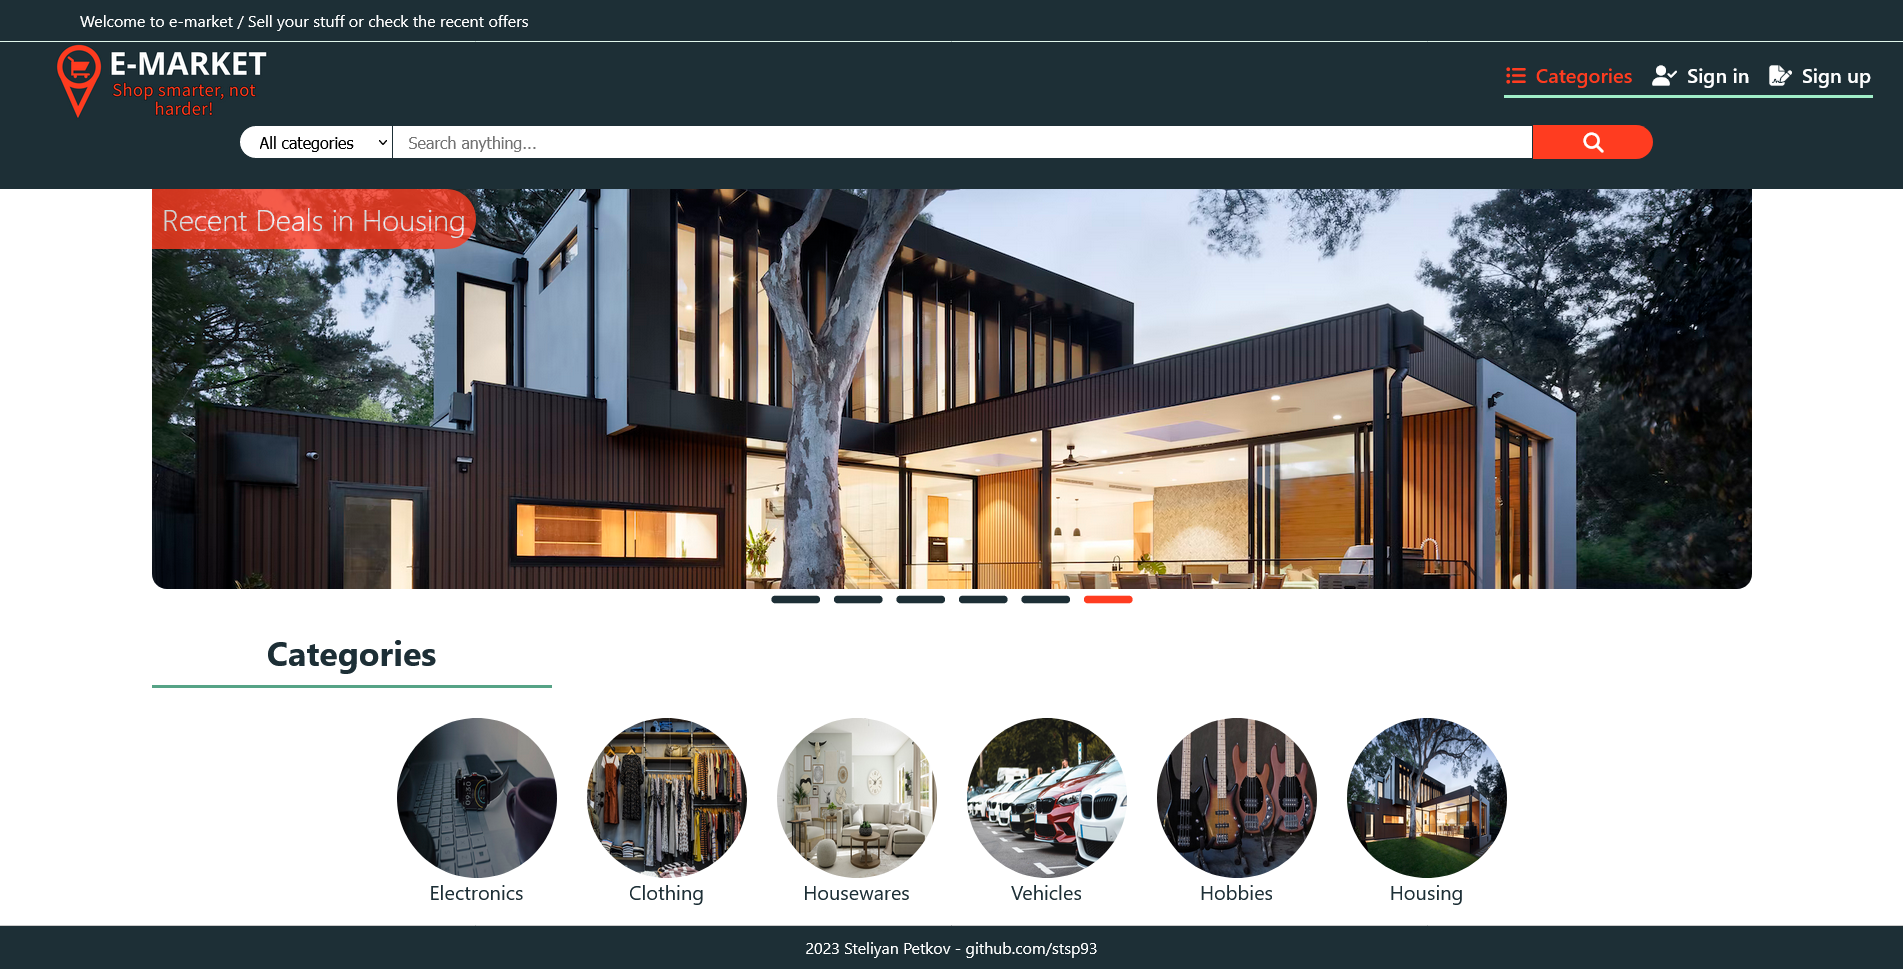 Welcome to e-market / Sell your stuff or check the recent offers
E-MARKET
Shop smarter, not
harder!
Categories
Sign in
Sign up
All categories
Search anything...
Recent Deals in Housing
Categories
Electronics
Clothing
Housewares
Vehicles
Hobbies
Housing
2023 Steliyan Petkov - github.com/stsp93